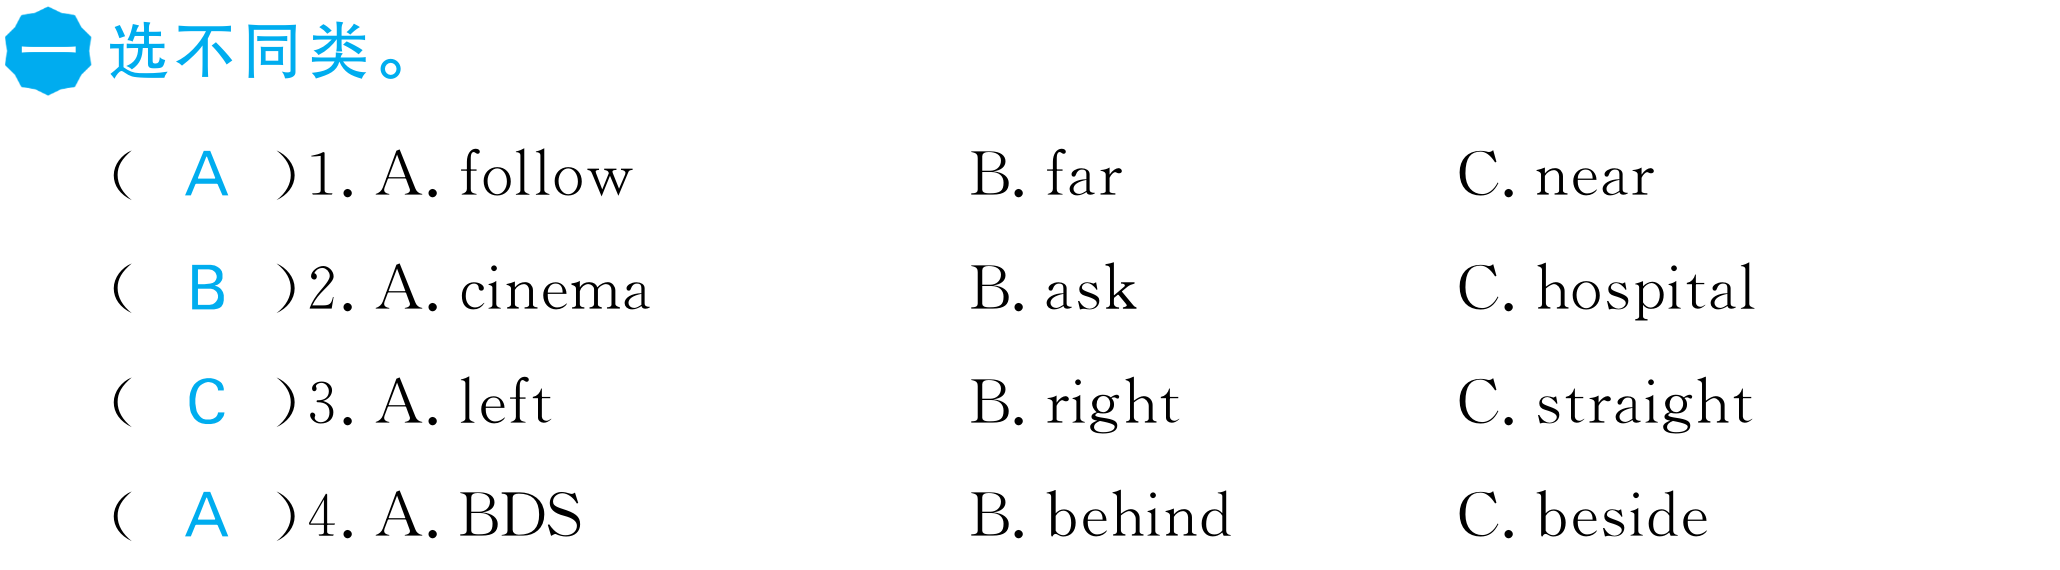 一 选不同类。
( A )1. A. follow B. far C. near
( B )2. A. cinema B. ask C. hospital
( C )3. A. left B. right C. straight
( A )4. A. BDS B. behind C. beside